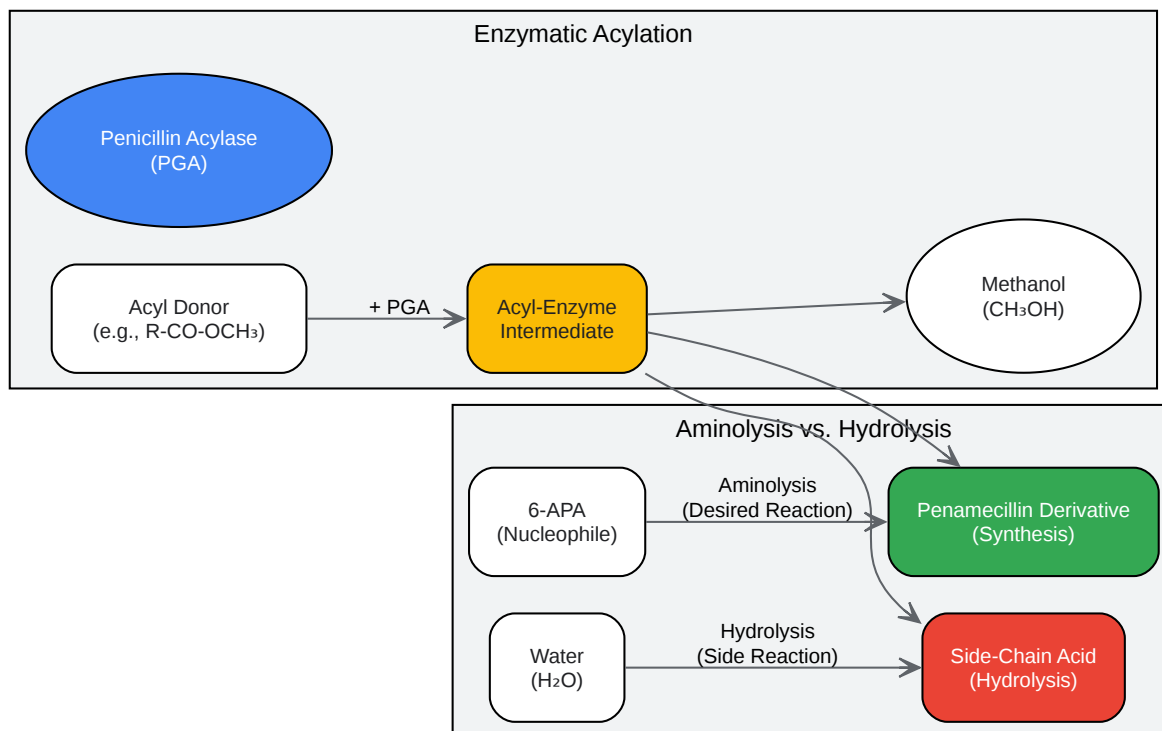 Enzymatic Acylation
Penicillin Acylase
(PGA)
Acyl Donor
(e.g., R-CO-OCH₃)
+ PGA
Acyl-Enzyme
Intermediate
Methanol
(CH₃OH)
Aminolysis vs. Hydrolysis
6-APA
(Nucleophile)
Aminolysis
(Desired Reaction)
Penamecillin Derivative
(Synthesis)
Water
(H₂O)
Hydrolysis
(Side Reaction)
Side-Chain Acid
(Hydrolysis)